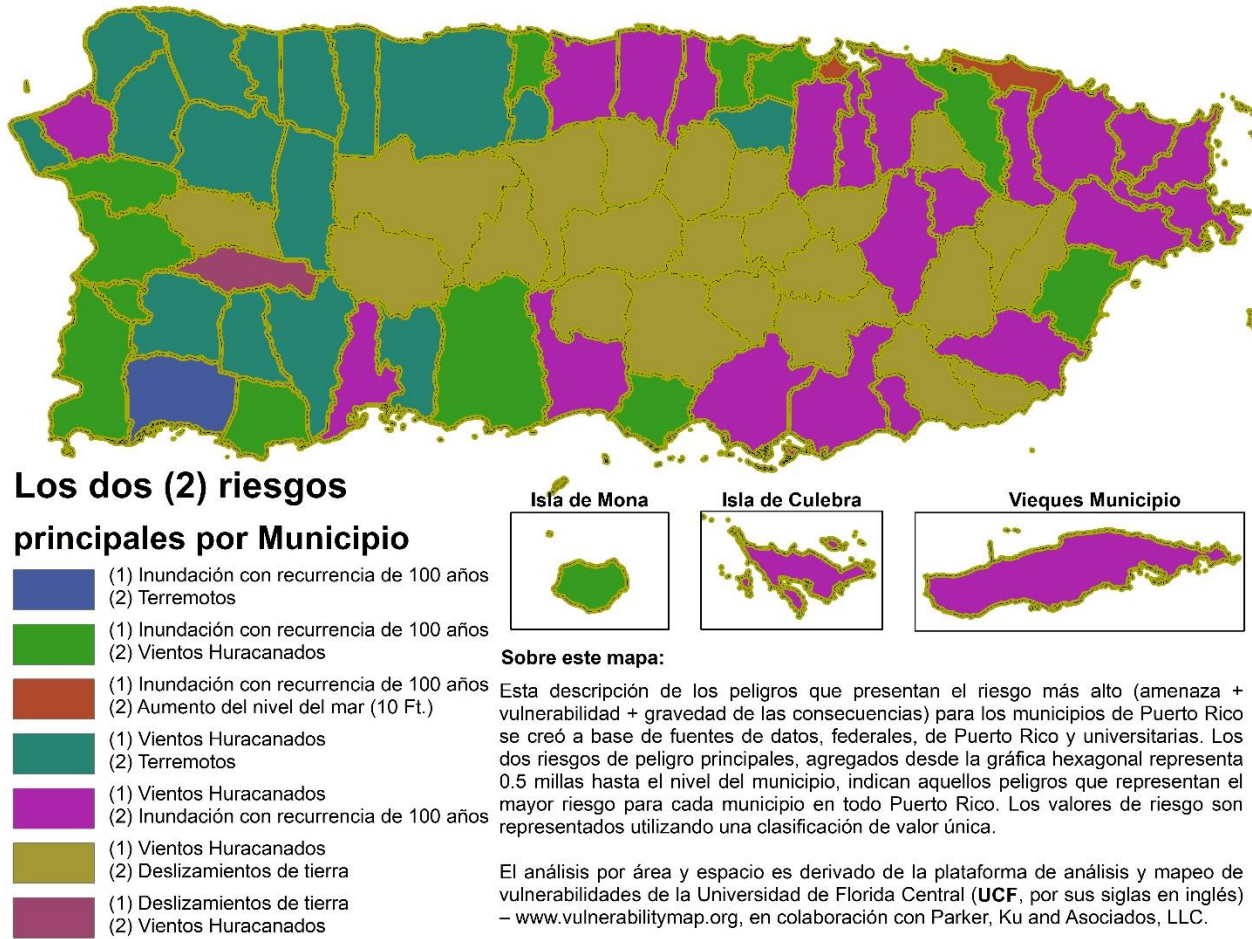 Los dos (2) riesgos
principales por Municipio
(1) Inundación con recurrencia de 100 años
(2) Terremotos
(1) Inundación con recurrencia de 100 años
(2) Vientos Huracanados
(1) Inundación con recurrencia de 100 años
(2) Aumento del nivel del mar (10 Ft.)
(1) Vientos Huracanados
(2) Terremotos
(1) Vientos Huracanados
(2) Inundación con recurrencia de 100 años
(1) Vientos Huracanados
(2) Deslizamientos de tierra
(1) Deslizamientos de tierra
(2) Vientos Huracanados
Isla de Mona
Isla de Culebra
Vieques Municipio
Sobre este mapa:
Esta descripción de los peligros que presentan el riesgo más alto (amenaza +
vulnerabilidad + gravedad de las consecuencias) para los municipios de Puerto Rico
se creó a base de fuentes de datos, federales, de Puerto Rico y universitarias. Los
dos riesgos de peligro principales, agregados desde la gráfica hexagonal representa
0.5 millas hasta el nivel del municipio, indican aquellos peligros que representan el
mayor riesgo para cada municipio en todo Puerto Rico. Los valores de riesgo son
representados utilizando una clasificación de valor única.
El análisis por área y espacio es derivado de la plataforma de análisis y mapeo de
vulnerabilidades de la Universidad de Florida Central (UCF, por sus siglas en inglés)
– www.vulnerabilitymap.org, en colaboración con Parker, Ku and Asociados, LLC.